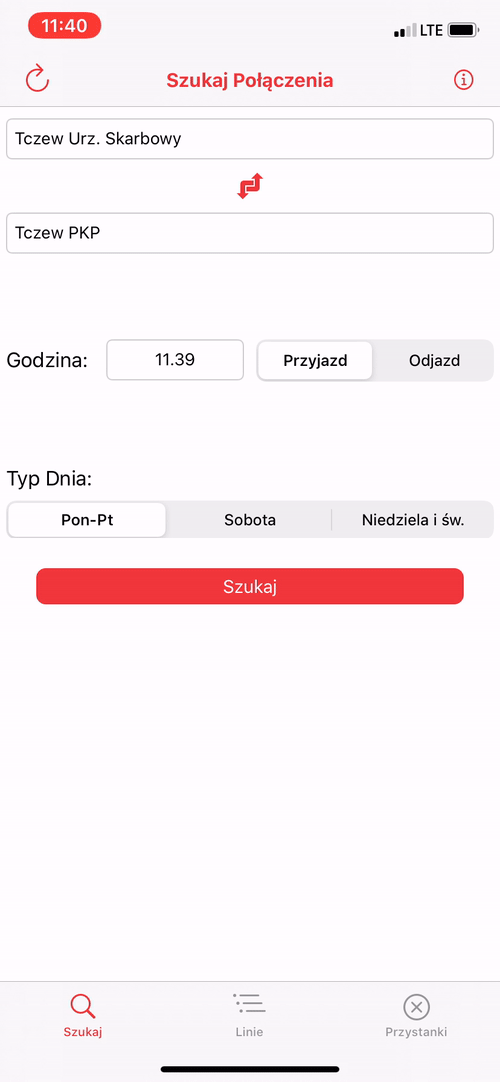 11:40
LTE
Szukaj Połączenia
Tczew Urz. Skarbowy
Tczew PKP
Godzina: 11.39 Przyjazd Odjazd
Typ Dnia:
Pon-Pt Sobota Niedziela i św.
Szukaj
Szukaj Linie Przystanki